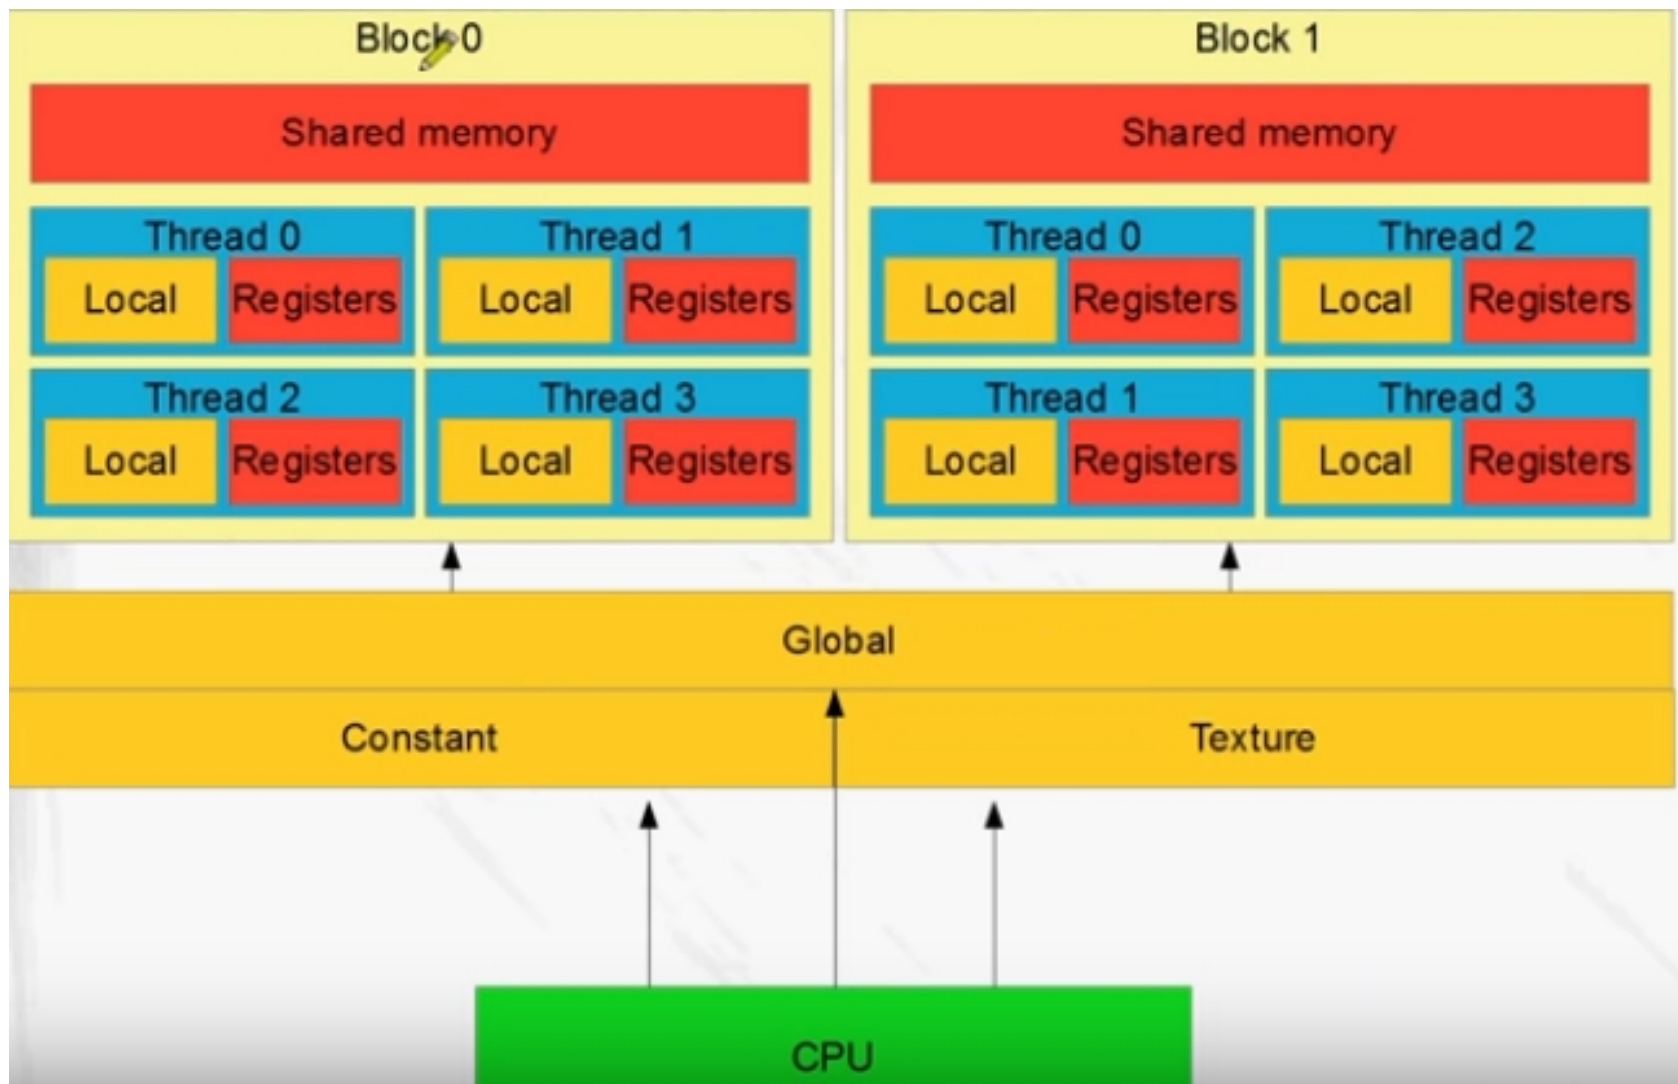 Block 0
Block 1
Shared memory
Shared memory
Thread 0
Thread 1
Thread 0
Thread 2
Local
Registers
Local
Registers
Local
Registers
Local
Registers
Thread 2
Thread 3
Thread 1
Thread 3
Local
Registers
Local
Registers
Local
Registers
Local
Registers
Global
Constant
Texture
CPU